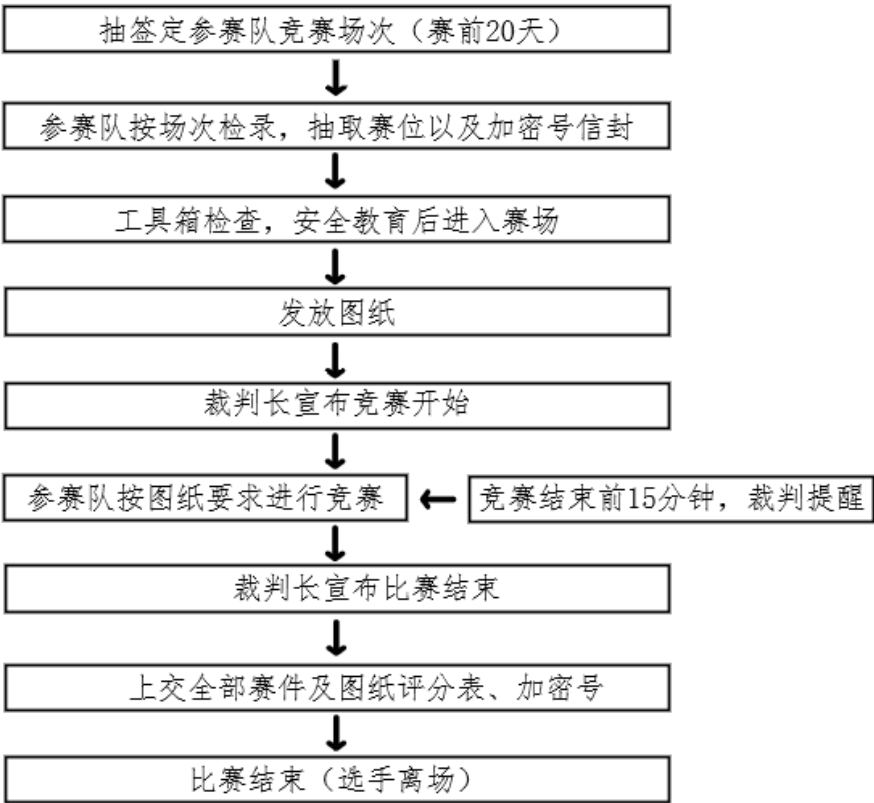 抽签定参赛队竞赛场次（赛前20天）
参赛队按场次检录，抽取赛位以及加密号信封
工具箱检查，安全教育后进入赛场
发放图纸
裁判长宣布竞赛开始
参赛队按图纸要求进行竞赛
竞赛结束前15分钟，裁判提醒
裁判长宣布比赛结束
上交全部赛件及图纸评分表、加密号
比赛结束（选手离场）